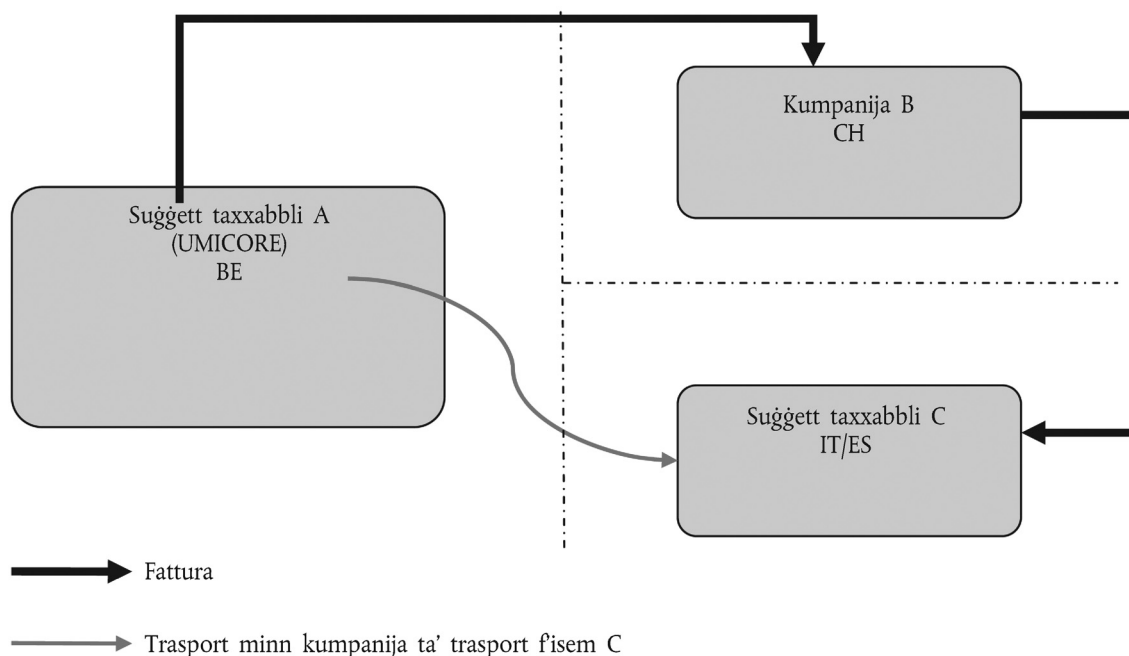 Kumpanija B
CH
Suġġett taxxabbli A
(UMICORE)
BE
Suġġett taxxabbli C
IT/ES
Fattura
Trasport minn kumpanija ta’ trasport f’isem C